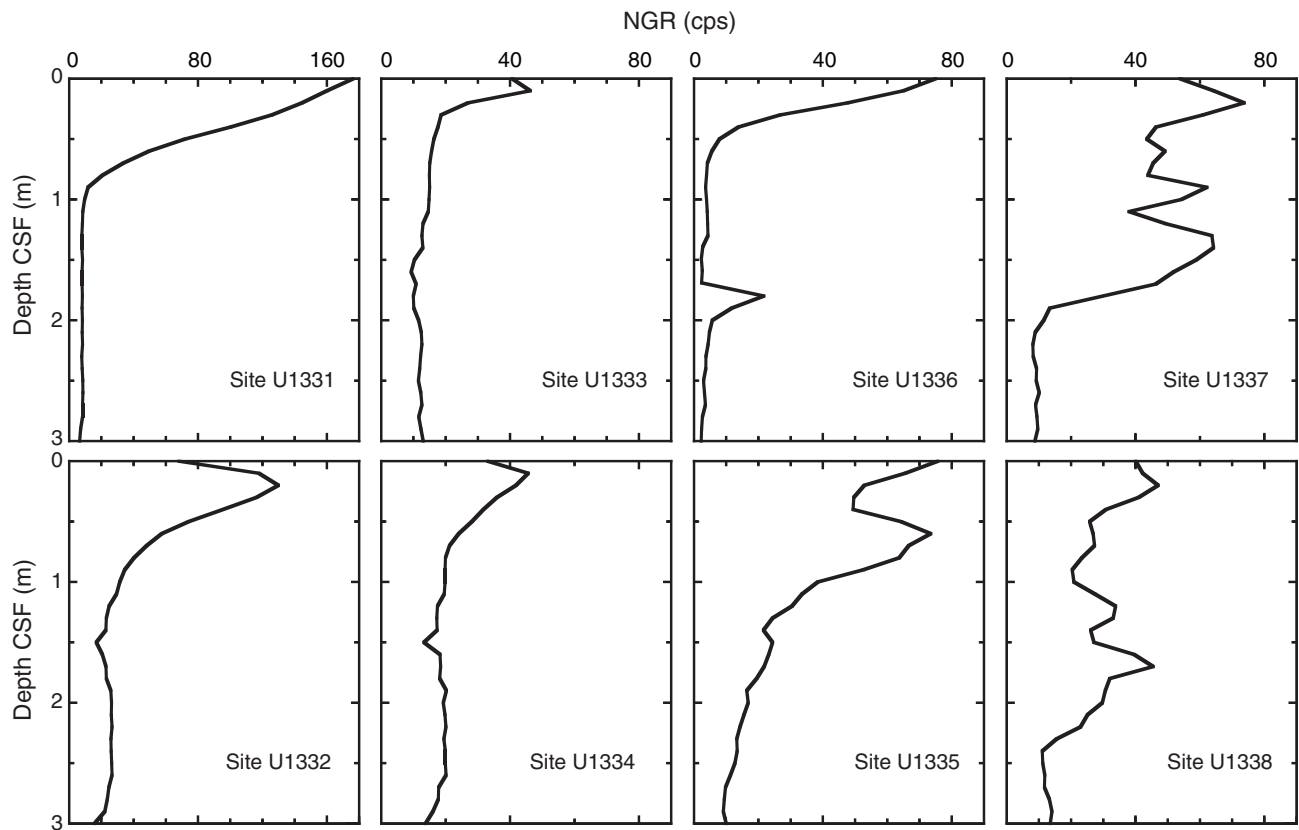 NGR (cps)
0 80 160 0 40 80 0 40 80 0 40 80
0
1
2
3
Depth CSF (m)
Site U1331 Site U1333 Site U1336 Site U1337
0
1
2
3
Depth CSF (m)
Site U1332 Site U1334 Site U1335 Site U1338